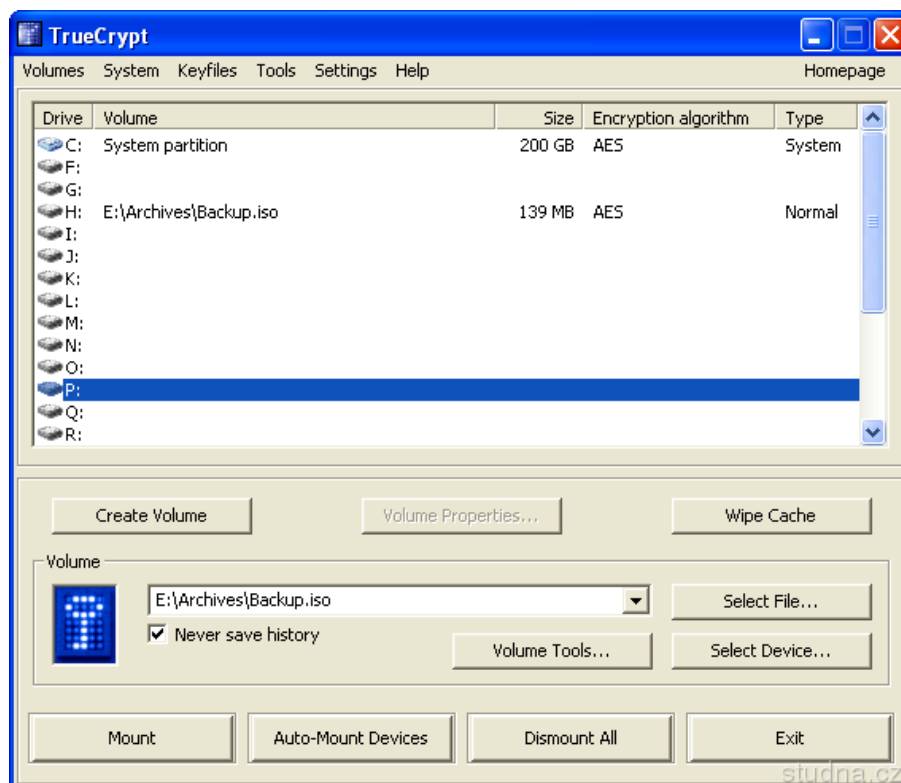 TrueCrypt
Volumes System Keyfiles Tools Settings Help Homepage
Drive Volume Size Encryption algorithm Type
C: System partition 200 GB AES System
F:
G:
H: E:\Archives\Backup.iso 139 MB AES Normal
I:
J:
K:
L:
M:
N:
O:
P:
Q:
R:
Create Volume Volume Properties... Wipe Cache
Volume
E:\Archives\Backup.iso Select File...
Never save history
Volume Tools... Select Device...
Mount Auto-Mount Devices Dismount All Exit
studna.cz